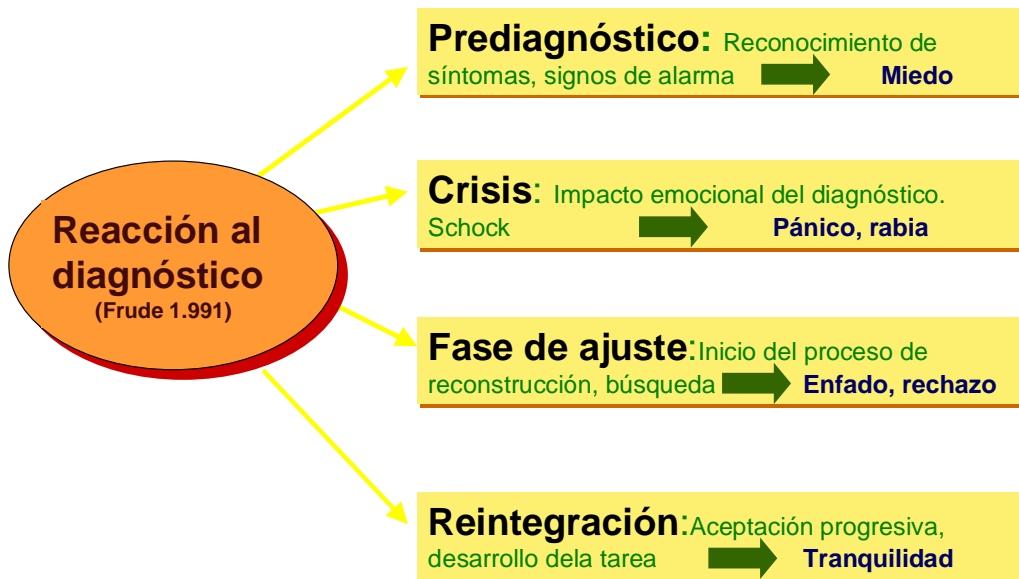 Reacción al
diagnóstico
(Frude 1.991)
Prediagnóstico: Reconocimiento de
síntomas, signos de alarma Miedo
Crisis: Impacto emocional del diagnóstico.
Schock Pánico, rabia
Fase de ajuste:Inicio del proceso de
reconstrucción, búsqueda Enfado, rechazo
Reintegración:Aceptación progresiva,
desarrollo dela tarea Tranquilidad